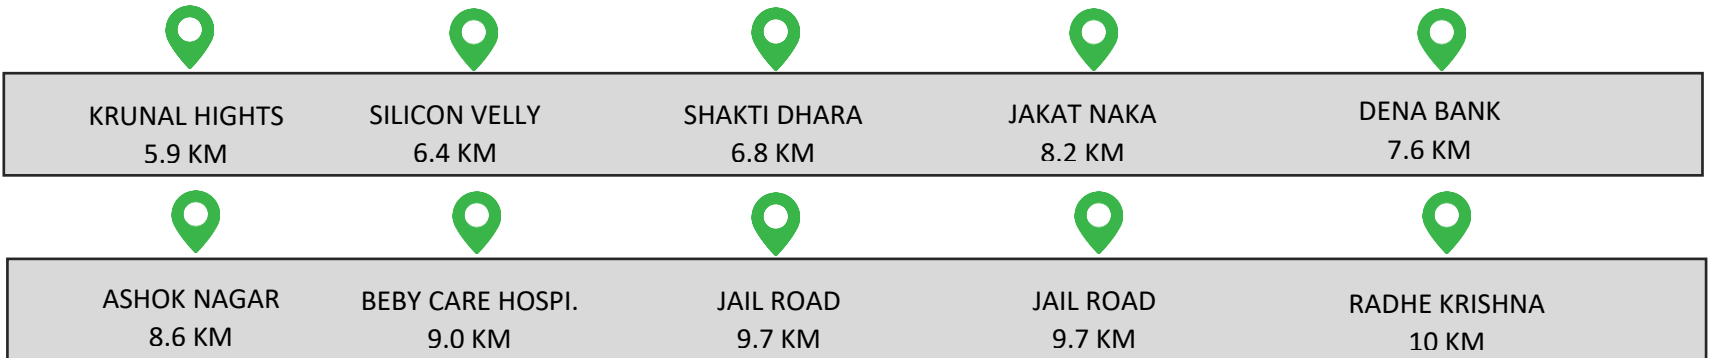 KRUNAL HIGHTS
5.9 KM
SILICON VELLY
6.4 KM
SHAKTI DHARA
6.8 KM
JAKAT NAKA
8.2 KM
DENA BANK
7.6 KM
ASHOK NAGAR
8.6 KM
BEBY CARE HOSPI.
9.0 KM
JAIL ROAD
9.7 KM
JAIL ROAD
9.7 KM
RADHE KRISHNA
10 KM